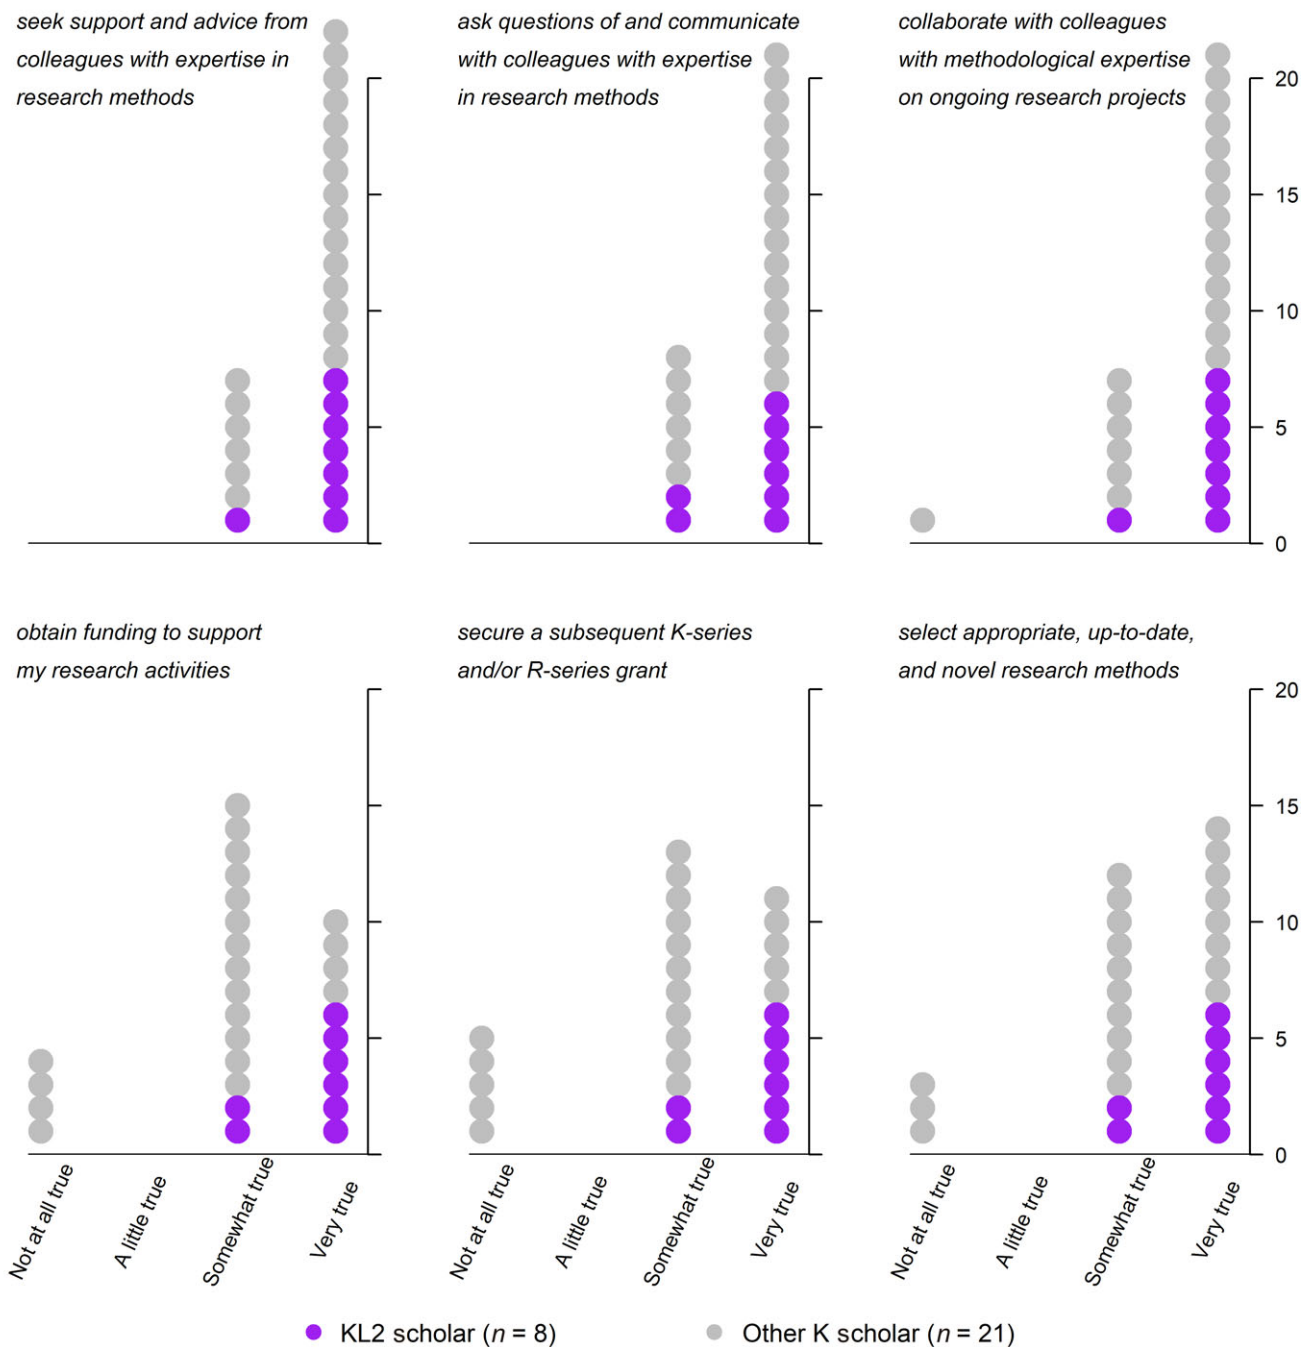 seek support and advice from
colleagues with expertise in
research methods
ask questions of and communicate
with colleagues with expertise
in research methods
collaborate with colleagues
with methodological expertise
on ongoing research projects
20
15
10
5
0
obtain funding to support
my research activities
secure a subsequent K-series
and/or R-series grant
select appropriate, up-to-date,
and novel research methods
20
15
10
5
0
Not at all true
A little true
Somewhat true
Very true
Not at all true
A little true
Somewhat true
Very true
Not at all true
A little true
Somewhat true
Very true
KL2 scholar (n = 8)
Other K scholar (n = 21)